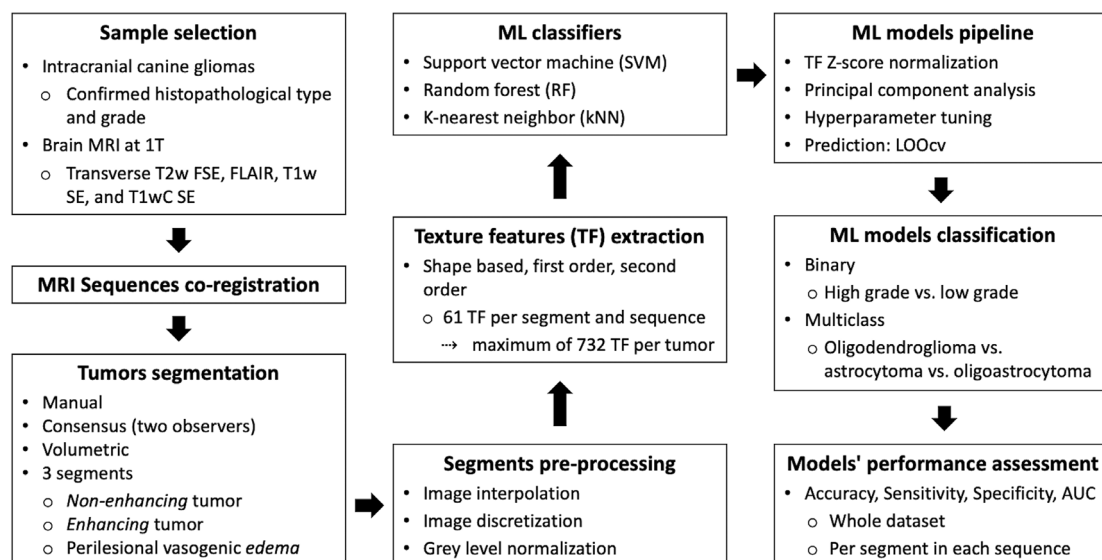 Sample selection
• Intracranial canine gliomas
o Confirmed histopathological type
and grade
• Brain MRI at 1T
o Transverse T2w FSE, FLAIR, T1w
SE, and T1wC SE
MRI Sequences co-registration
Tumors segmentation
• Manual
• Consensus (two observers)
• Volumetric
• 3 segments
o Non-enhancing tumor
o Enhancing tumor
o Perilesional vasogenic edema
Segments pre-processing
• Image interpolation
• Image discretization
• Grey level normalization
Texture features (TF) extraction
• Shape based, first order, second
order
o 61 TF per segment and sequence
⇢ maximum of 732 TF per tumor
ML classifiers
• Support vector machine (SVM)
• Random forest (RF)
• K-nearest neighbor (kNN)
ML models pipeline
• TF Z-score normalization
• Principal component analysis
• Hyperparameter tuning
• Prediction: LOOcv
ML models classification
• Binary
o High grade vs. low grade
• Multiclass
o Oligodendroglioma vs.
astrocytoma vs. oligoastrocytoma
Models' performance assessment
• Accuracy, Sensitivity, Specificity, AUC
o Whole dataset
o Per segment in each sequence